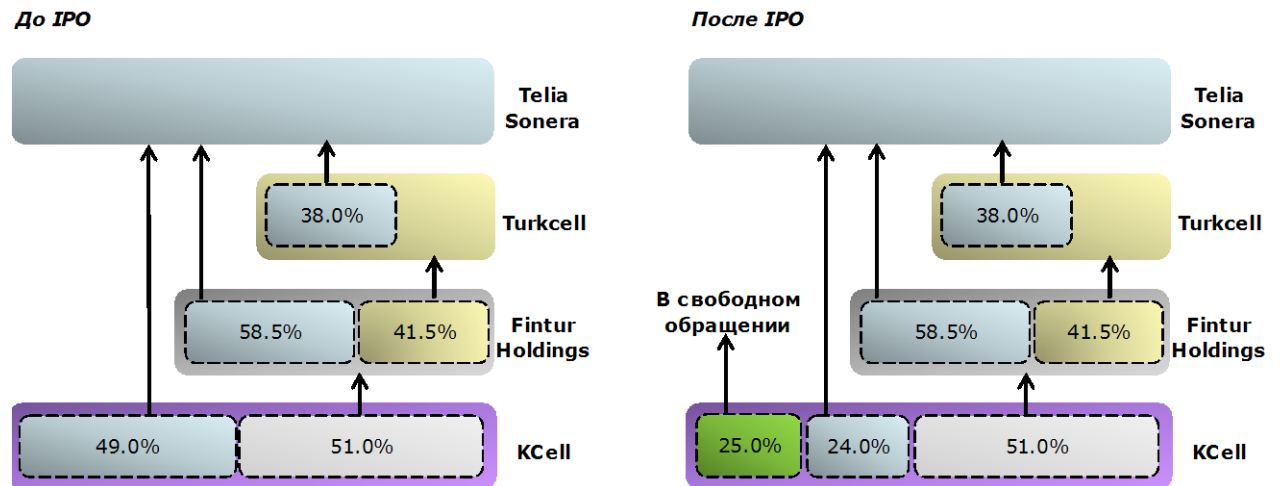 До IPO
Telia
Sonera
38.0%
Turkcell
58.5%
41.5%
Fintur
Holdings
49.0%
51.0%
KCell
После IPO
Telia
Sonera
38.0%
Turkcell
В свободном
обращении
58.5%
41.5%
Fintur
Holdings
25.0%
24.0%
51.0%
KCell